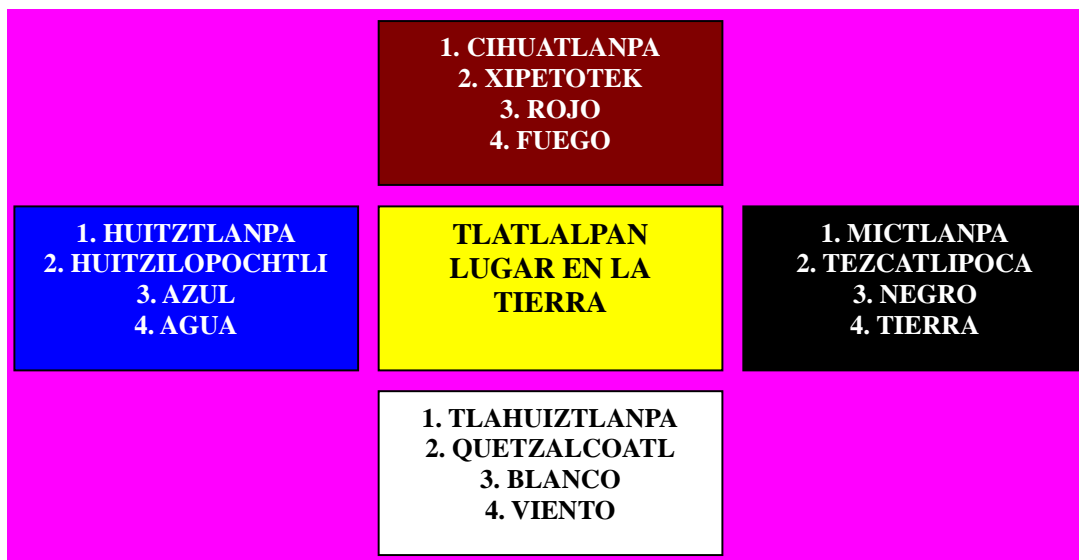 1. CIHUATLANPA
2. XIPETOTEK
3. ROJO
4. FUEGO
1. HUITZTLANPA
2. HUITZILOPOCHTLI
3. AZUL
4. AGUA
TLATLALPAN
LUGAR EN LA
TIERRA
1. MICTLANPA
2. TEZCATLIPOCA
3. NEGRO
4. TIERRA
1. TLAHUIZTLANPA
2. QUETZALCOATL
3. BLANCO
4. VIENTO